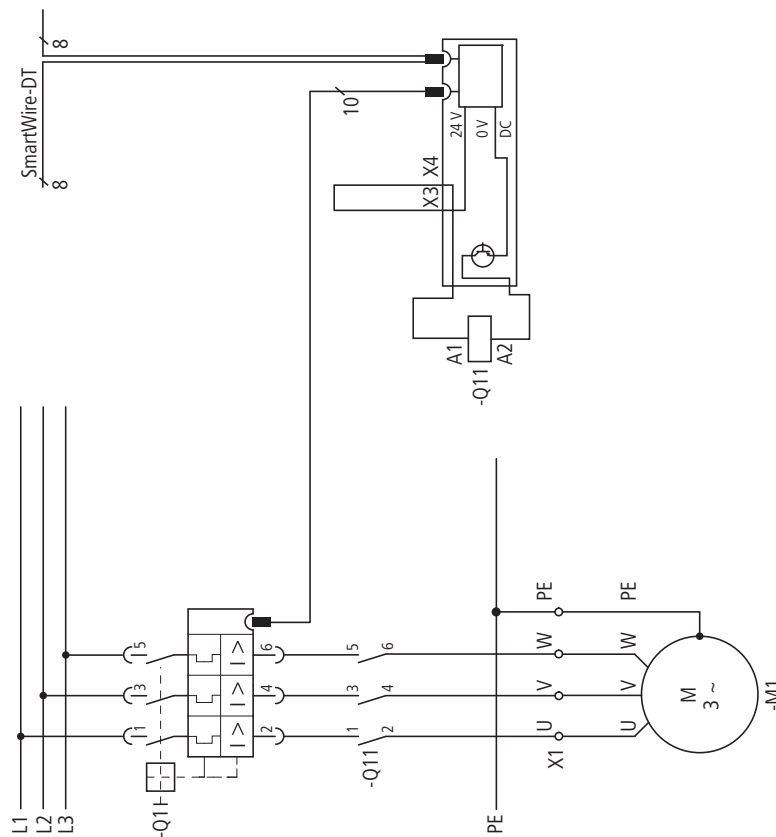 SmartWire-DT
8
8
10
24 V
0 V
DC
X3 X4
A1
-Q11
A2
L1
L2
L3
-Q1
1 3 5
I> I> I>
2 4 6
1 3 5
-Q11
2 4 6
PE
X1
U V W PE
U V W PE
M
3 ~
-M1